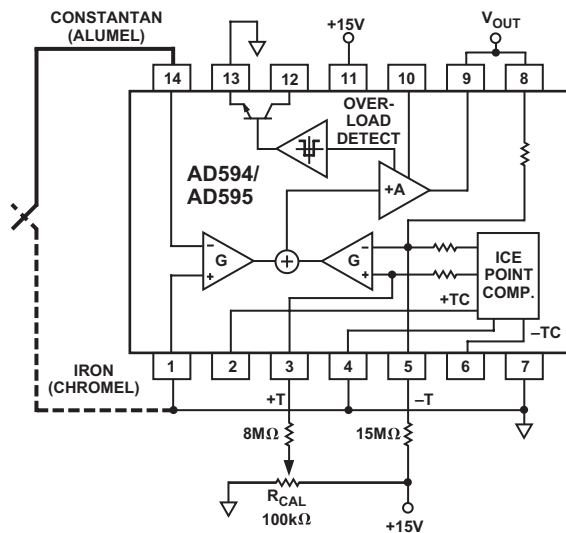 CONSTANTAN
(ALUMEL)
+15V
VOUT
14 13 12 11 10 9 8
OVER-
LOAD
DETECT
AD594/
AD595
+A
– –
G + G
+ +
ICE
POINT
COMP.
+TC
–TC
IRON
(CHROMEL)
1 2 3 4 5 6 7
+T –T
8MΩ 15MΩ
RCAL
100kΩ
+15V